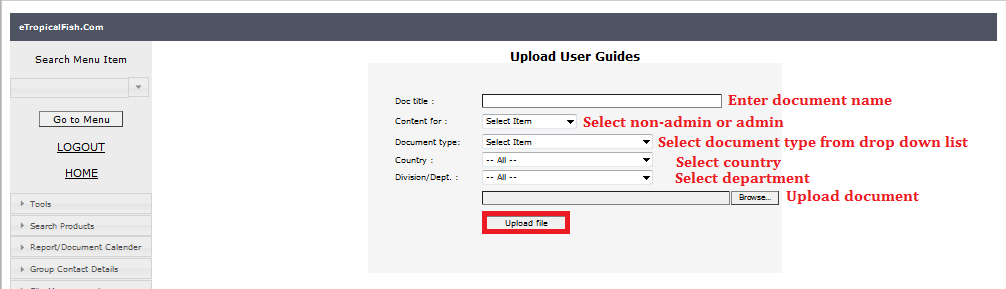 eTropicalFish.Com
Search Menu Item
Go to Menu
LOGOUT
HOME
Tools
Search Products
Report/Document Calender
Group Contact Details
Upload User Guides
Doc title : Enter document name
Content for : Select Item Select non-admin or admin
Document type: Select Item Select document type from drop down list
Country : -- All -- Select country
Division/Dept. : -- All -- Select department
Browse... Upload document
Upload file